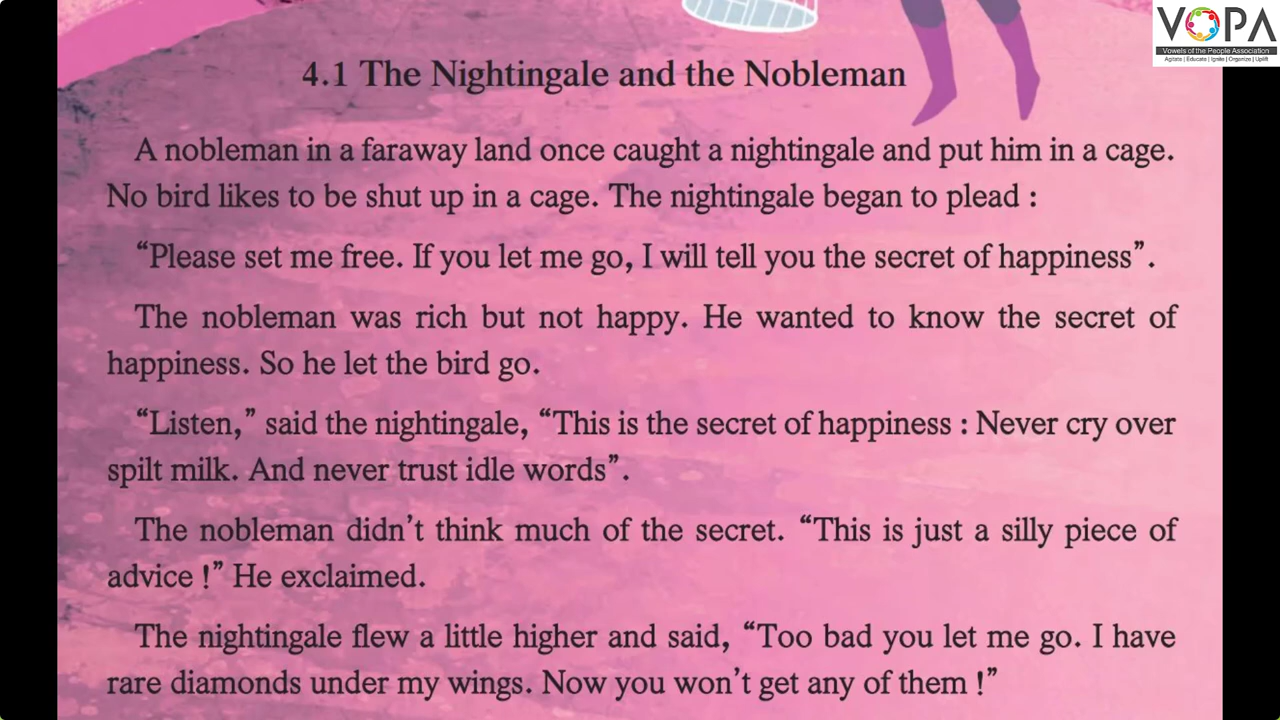 VOPA
Vowels of the People Association
Agitate | Educate | Ignite | Organize | Uplift
4.1 The Nightingale and the Nobleman
A nobleman in a faraway land once caught a nightingale and put him in a cage.
No bird likes to be shut up in a cage. The nightingale began to plead :
“Please set me free. If you let me go, I will tell you the secret of happiness”.
The nobleman was rich but not happy. He wanted to know the secret of
happiness. So he let the bird go.
“Listen,” said the nightingale, “This is the secret of happiness : Never cry over
spilt milk. And never trust idle words”.
The nobleman didn’t think much of the secret. “This is just a silly piece of
advice !” He exclaimed.
The nightingale flew a little higher and said, “Too bad you let me go. I have
rare diamonds under my wings. Now you won’t get any of them !”